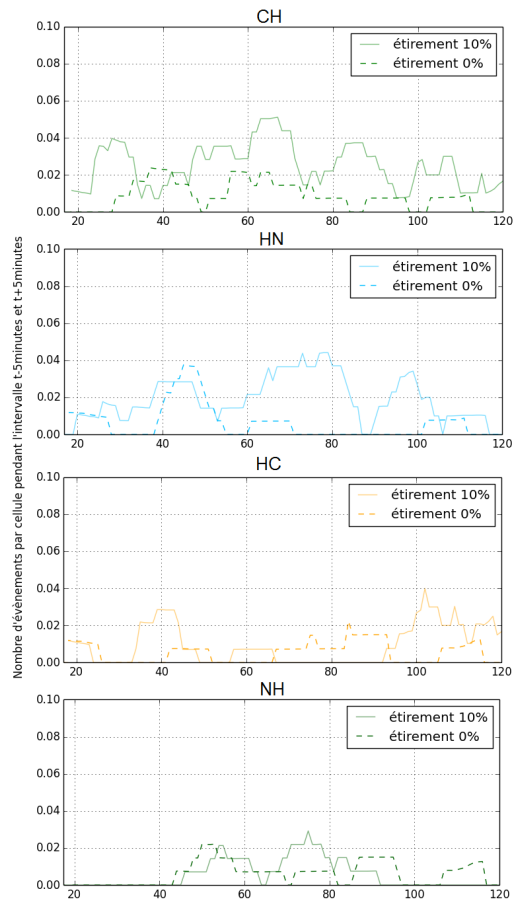 CH
0.10
étirement 10%
étirement 0%
0.08
0.06
0.04
0.02
0.00
20 40 60 80 100 120
Nombre d'évènements par cellule pendant l'intervalle t-5minutes et t+5minutes
HN
0.10
étirement 10%
étirement 0%
0.08
0.06
0.04
0.02
0.00
20 40 60 80 100 120
HC
0.10
étirement 10%
étirement 0%
0.08
0.06
0.04
0.02
0.00
20 40 60 80 100 120
NH
0.10
étirement 10%
étirement 0%
0.08
0.06
0.04
0.02
0.00
20 40 60 80 100 120